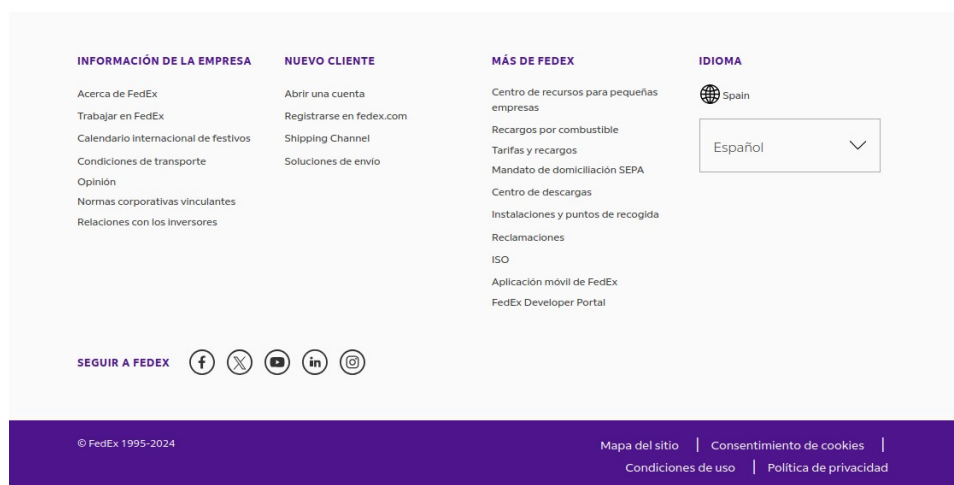 INFORMACIÓN DE LA EMPRESA
Acerca de FedEx
Trabajar en FedEx
Calendario internacional de festivos
Condiciones de transporte
Opinión
Normas corporativas vinculantes
Relaciones con los inversores
NUEVO CLIENTE
Abrir una cuenta
Registrarse en fedex.com
Shipping Channel
Soluciones de envío
MÁS DE FEDEX
Centro de recursos para pequeñas
empresas
Recargos por combustible
Tarifas y recargos
Mandato de domiciliación SEPA
Centro de descargas
Instalaciones y puntos de recogida
Reclamaciones
ISO
Aplicación móvil de FedEx
FedEx Developer Portal
IDIOMA
Spain
Español
SEGUIR A FEDEX
© FedEx 1995-2024
Mapa del sitio | Consentimiento de cookies |
Condiciones de uso | Política de privacidad